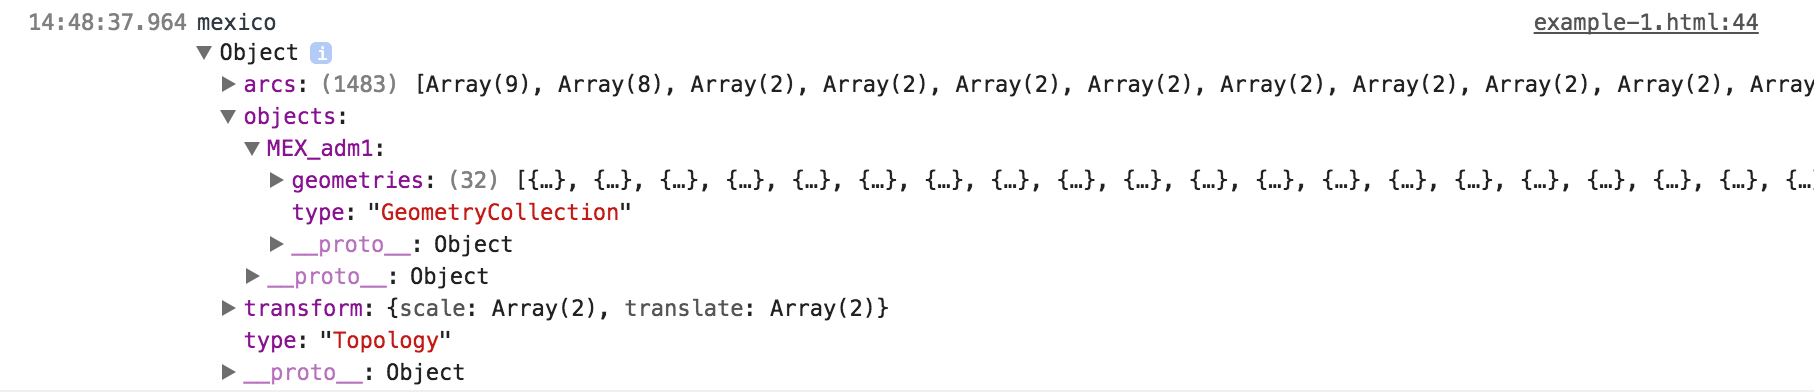 14:48:37.964 mexico example-1.html:44
▼ Object i
▶ arcs: (1483) [Array(9), Array(8), Array(2), Array(2), Array(2), Array(2), Array(2), Array(2), Array(2), Array(2), Array
▼ objects:
▼ MEX_adm1:
▶ geometries: (32) [{…}, {…}, {…}, {…}, {…}, {…}, {…}, {…}, {…}, {…}, {…}, {…}, {…}, {…}, {…}, {…}, {…}, {…}, {…}, {…
type: "GeometryCollection"
▶ __proto__: Object
▶ __proto__: Object
▶ transform: {scale: Array(2), translate: Array(2)}
type: "Topology"
▶ __proto__: Object